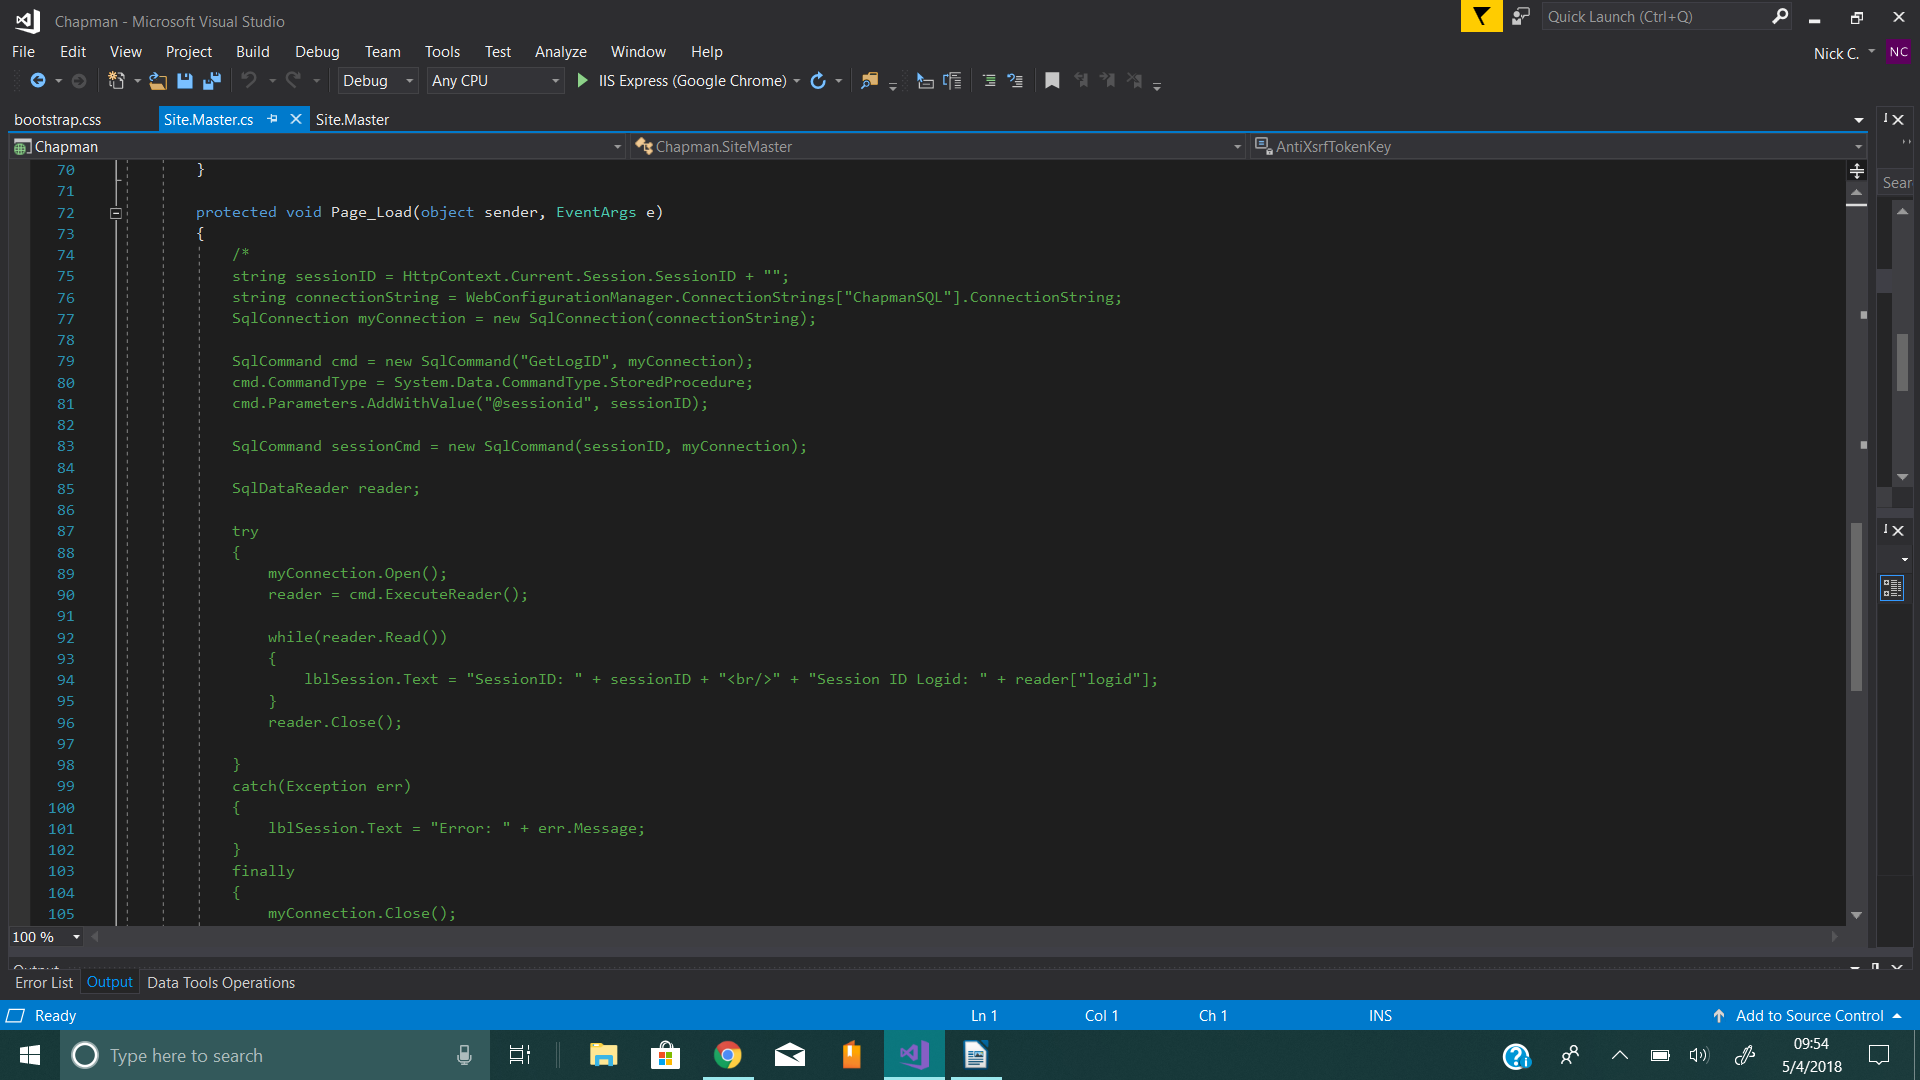 Chapman - Microsoft Visual Studio
Quick Launch (Ctrl+Q)
File Edit View Project Build Debug Team Tools Test Analyze Window Help
Nick C. NC
Debug Any CPU IIS Express (Google Chrome)
bootstrap.css Site.Master.cs Site.Master
Chapman Chapman.SiteMaster AntiXsrfTokenKey
Sear
70 }
71
72 protected void Page_Load(object sender, EventArgs e)
73 {
74 /*
75 string sessionID = HttpContext.Current.Session.SessionID + "";
76 string connectionString = WebConfigurationManager.ConnectionStrings["ChapmanSQL"].ConnectionString;
77 SqlConnection myConnection = new SqlConnection(connectionString);
78
79 SqlCommand cmd = new SqlCommand("GetLogID", myConnection);
80 cmd.CommandType = System.Data.CommandType.StoredProcedure;
81 cmd.Parameters.AddWithValue("@sessionid", sessionID);
82
83 SqlCommand sessionCmd = new SqlCommand(sessionID, myConnection);
84
85 SqlDataReader reader;
86
87 try
88 {
89 myConnection.Open();
90 reader = cmd.ExecuteReader();
91
92 while(reader.Read())
93 {
94 lblSession.Text = "SessionID: " + sessionID + "<br/>" + "Session ID Logid: " + reader["logid"];
95 }
96 reader.Close();
97
98 }
99 catch(Exception err)
100 {
101 lblSession.Text = "Error: " + err.Message;
102 }
103 finally
104 {
105 myConnection.Close();
100 %
Output
Error List Output Data Tools Operations
Ready Ln 1 Col 1 Ch 1 INS Add to Source Control
Type here to search
09:54
5/4/2018